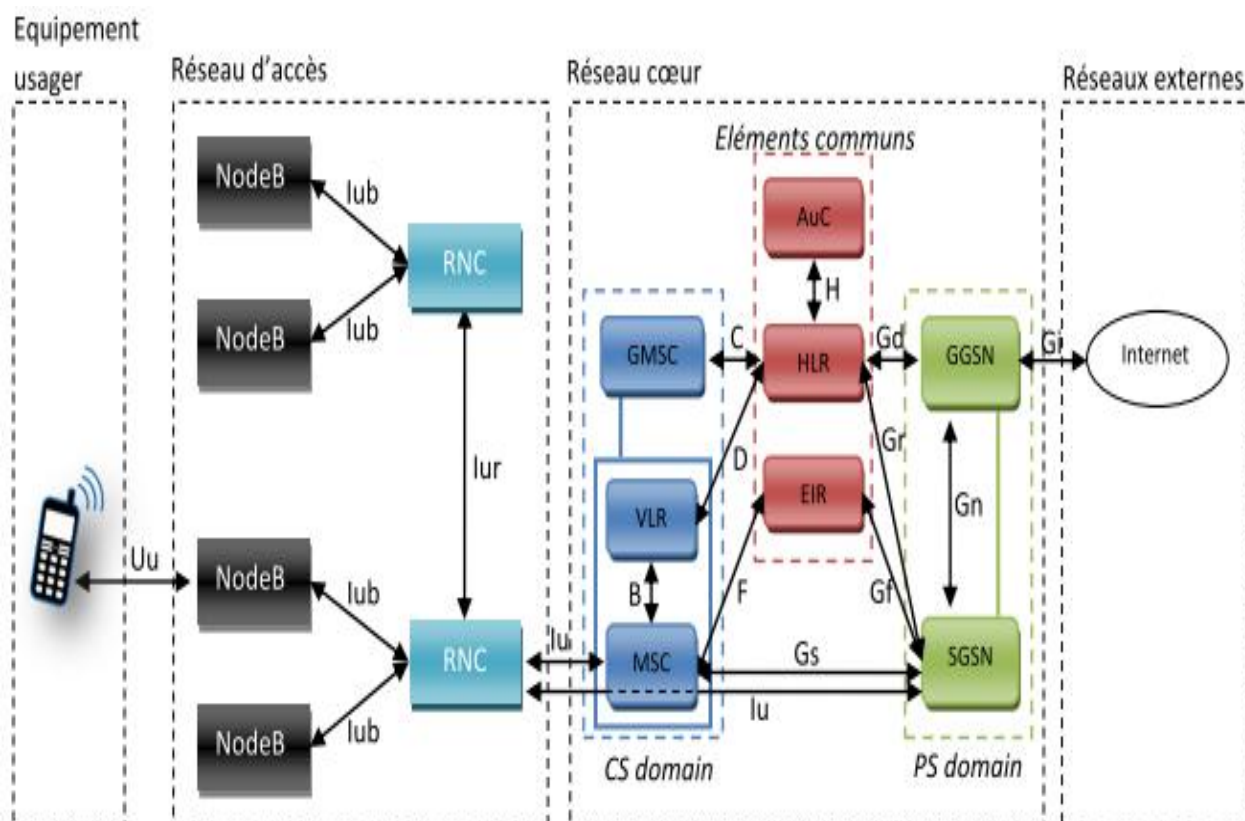 Equipement
usager
Réseau d'accès
Réseau cœur
Réseaux externes
NodeB
Iub
NodeB
Iub
RNC
Iur
Uu
NodeB
Iub
NodeB
Iub
RNC
Iu
Iu
Eléments communs
AuC
H
GMSC
C
HLR
Gd
GGSN
Gi
Internet
D
Gr
VLR
EIR
Gn
B
F
Gf
MSC
Gs
SGSN
CS domain
PS domain